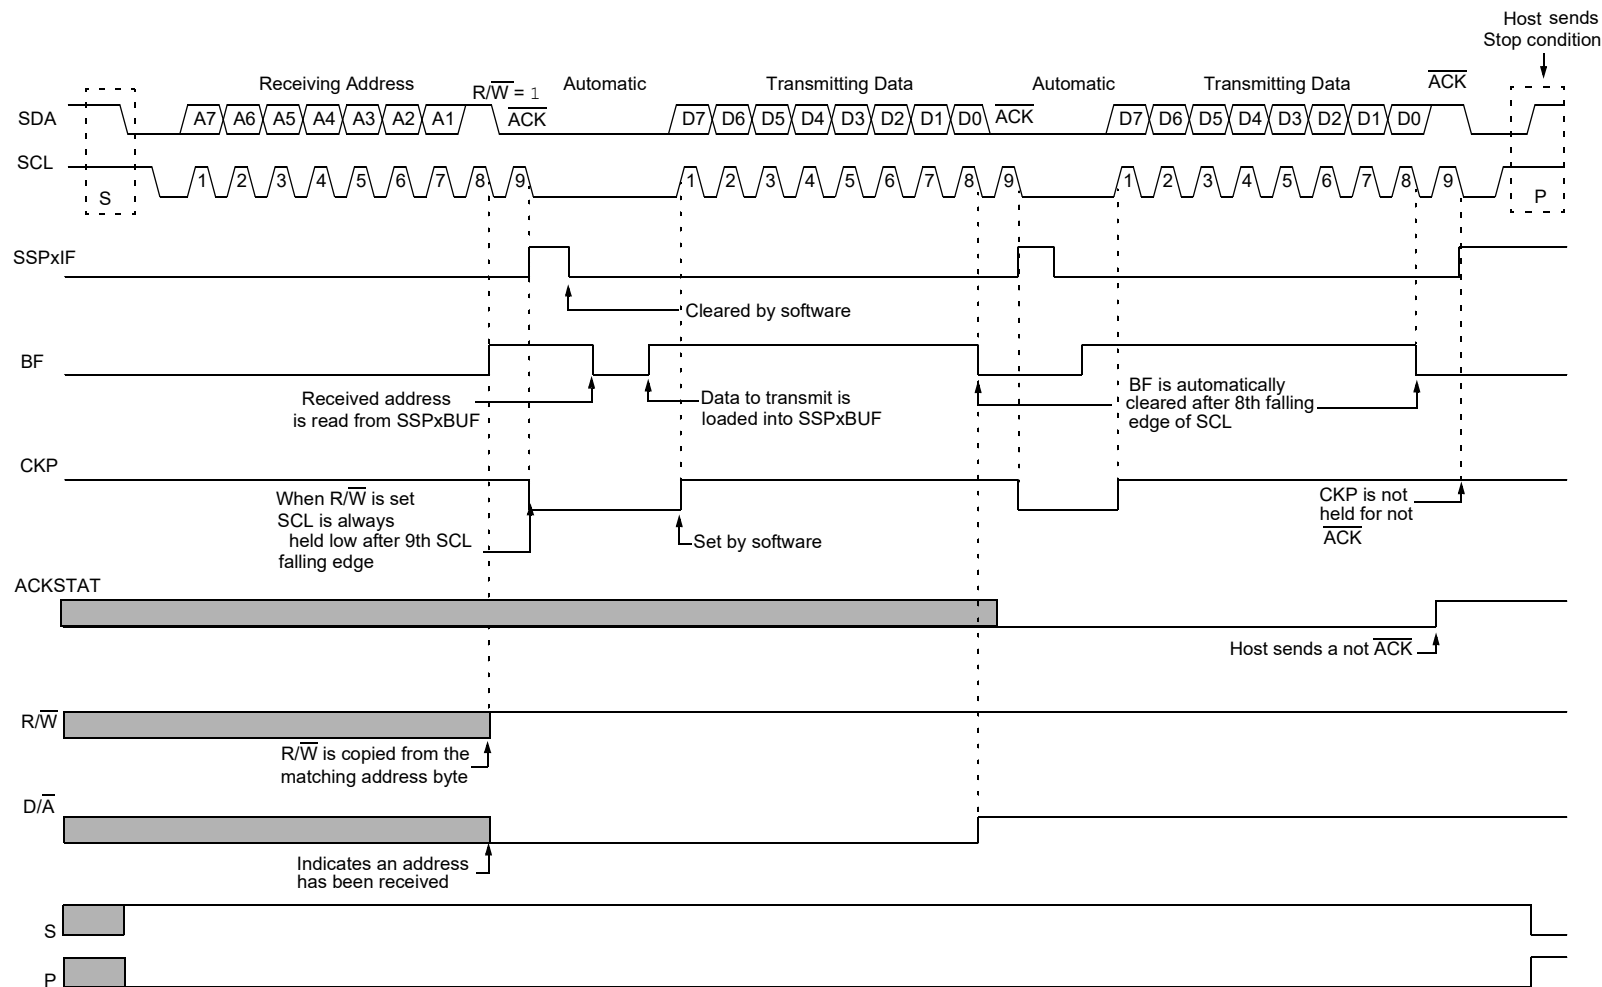 Host sends
Stop condition
Receiving Address
R/W̅ = 1
Automatic
Transmitting Data
Automatic
Transmitting Data
A̅C̅K̅
SDA
A7 A6 A5 A4 A3 A2 A1
A̅C̅K̅
D7 D6 D5 D4 D3 D2 D1 D0
A̅C̅K̅
D7 D6 D5 D4 D3 D2 D1 D0
SCL
1 2 3 4 5 6 7 8 9
1 2 3 4 5 6 7 8 9
1 2 3 4 5 6 7 8 9
S
P
SSPxIF
Cleared by software
BF
Received address
is read from SSPxBUF
Data to transmit is
loaded into SSPxBUF
BF is automatically
cleared after 8th falling
edge of SCL
CKP
When R/W̅ is set
SCL is always
held low after 9th SCL
falling edge
Set by software
CKP is not
held for not
A̅C̅K̅
ACKSTAT
Host sends a not A̅C̅K̅
R/W̅
R/W̅ is copied from the
matching address byte
D/A̅
Indicates an address
has been received
S
P